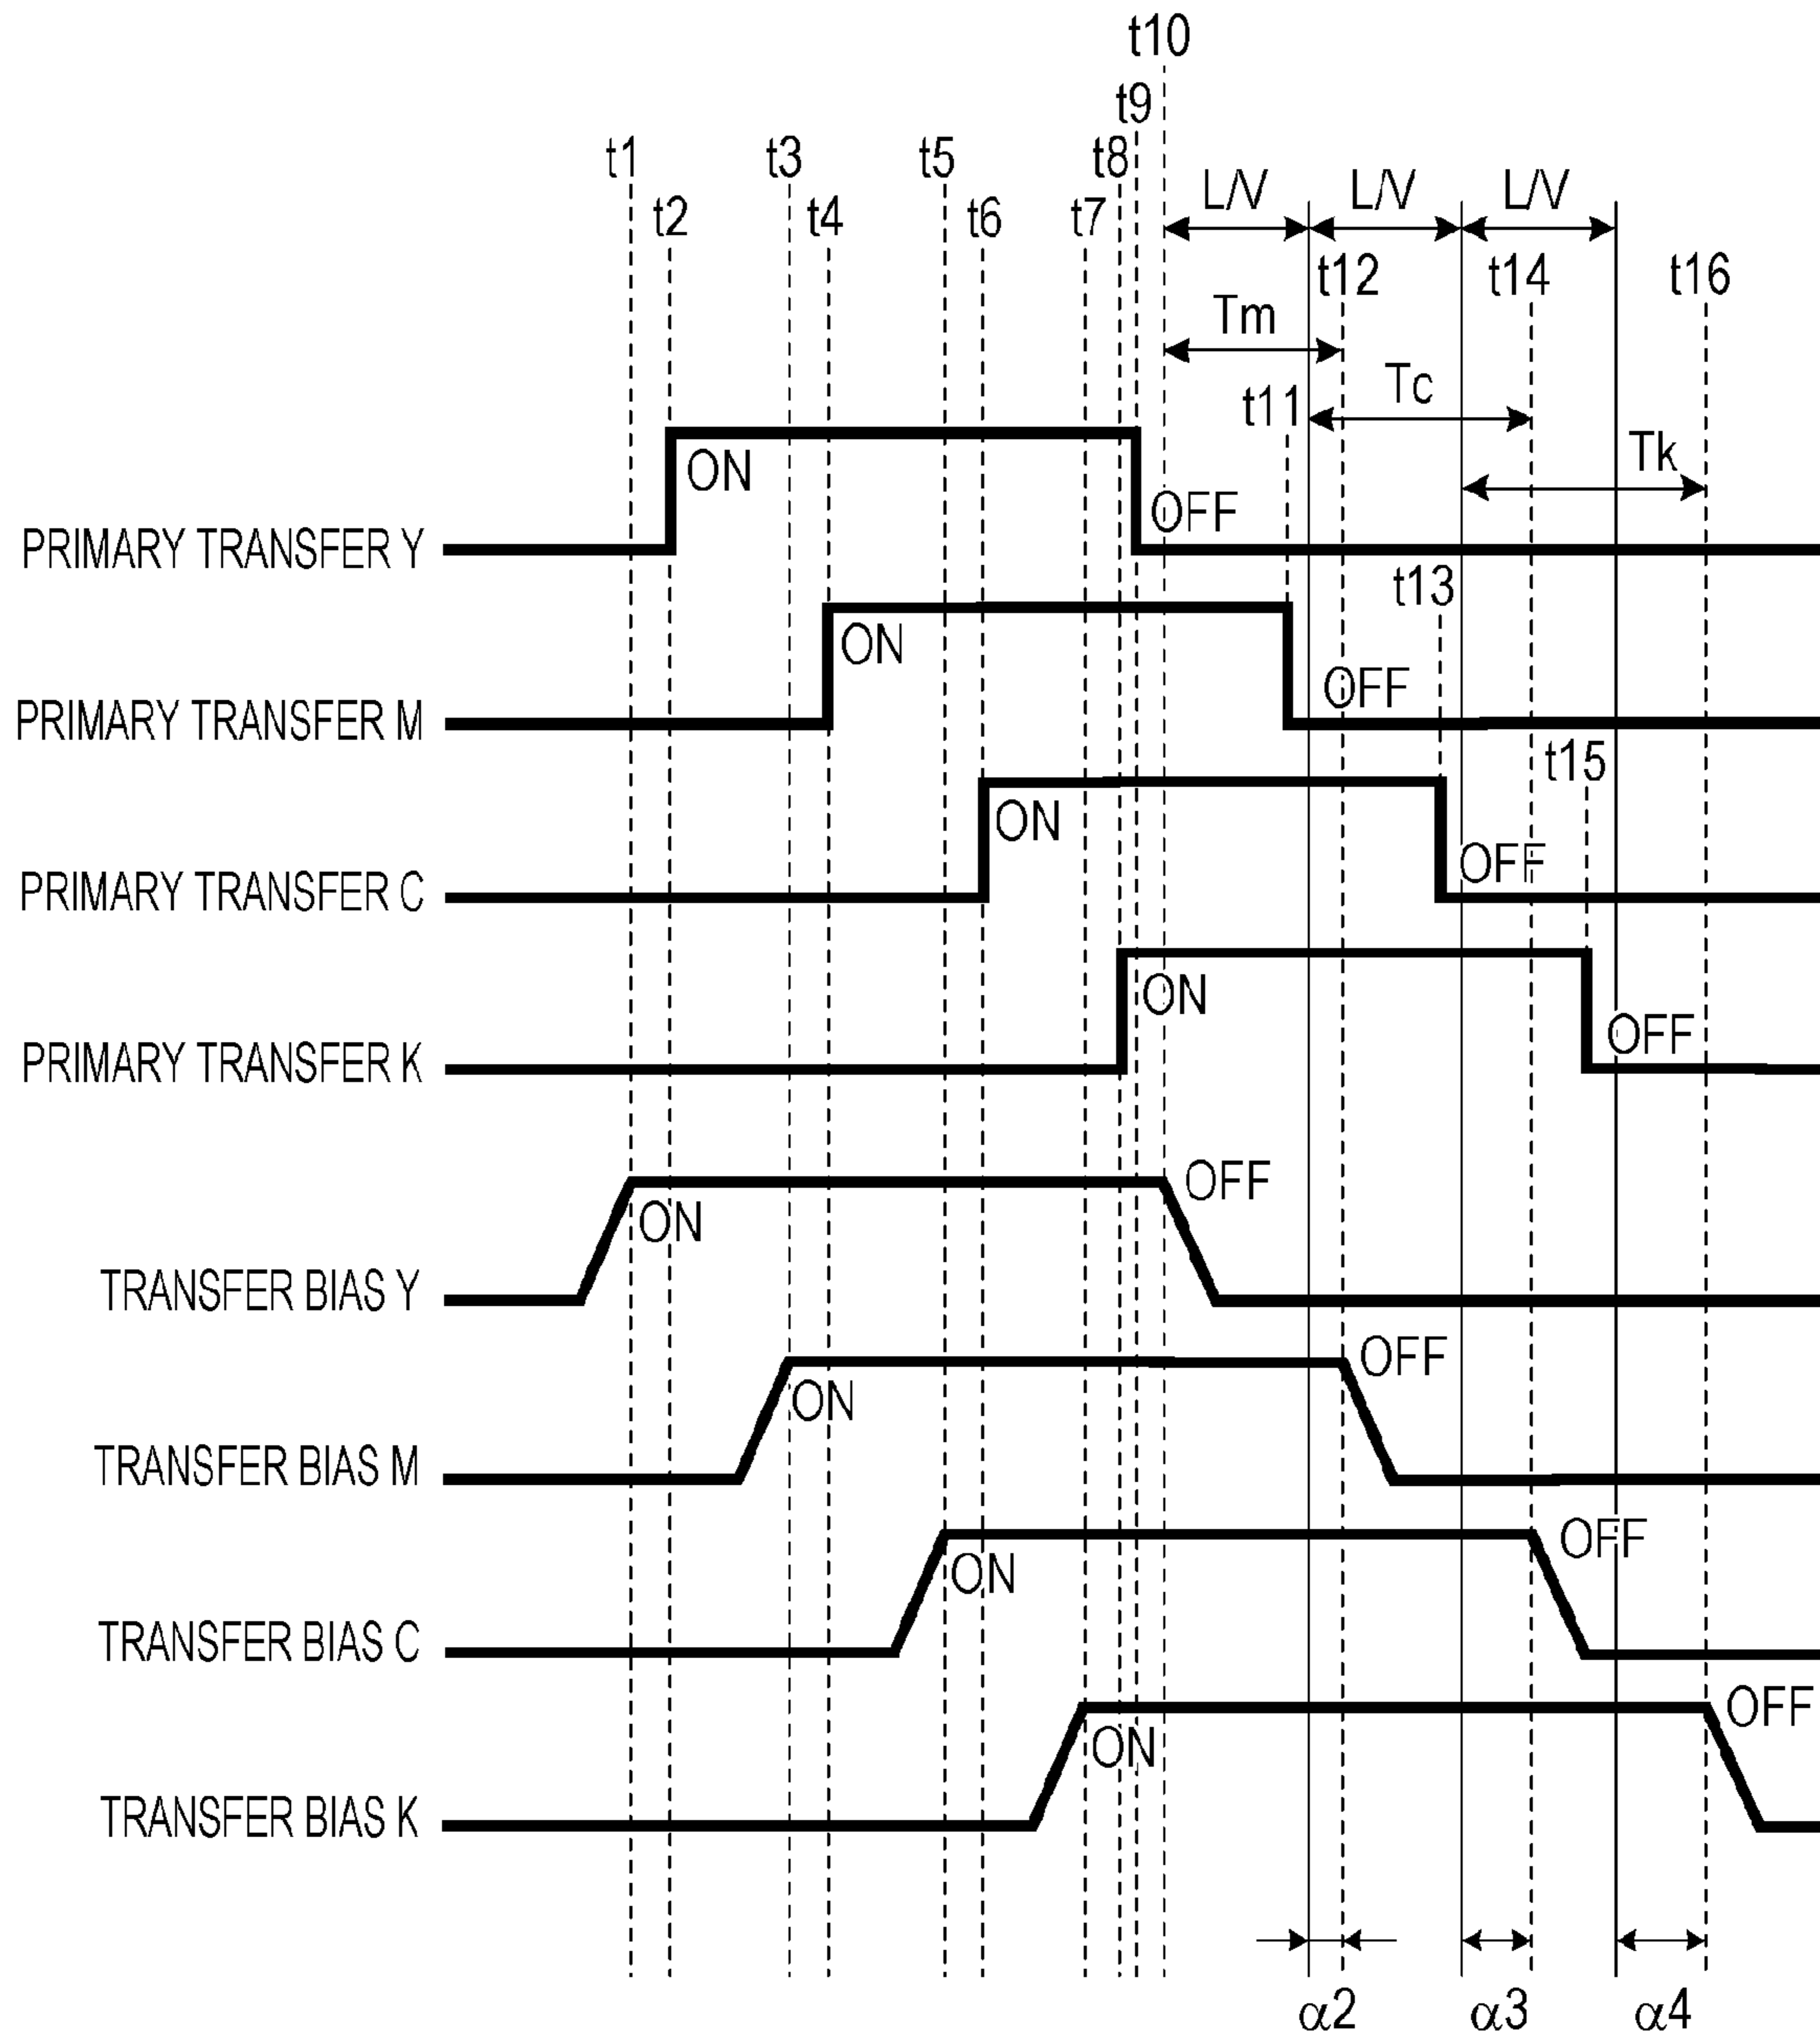 t10
t9
t1 t3 t5 t8 L/V L/V L/V
t2 t4 t6 t7
t12 t14 t16
Tm
Tc
t11
Tk
ON
OFF
PRIMARY TRANSFER Y
t13
ON
OFF
PRIMARY TRANSFER M
t15
ON
OFF
PRIMARY TRANSFER C
ON
OFF
PRIMARY TRANSFER K
OFF
ON
TRANSFER BIAS Y
OFF
ON
TRANSFER BIAS M
OFF
ON
TRANSFER BIAS C
OFF
ON
TRANSFER BIAS K
α2 α3 α4